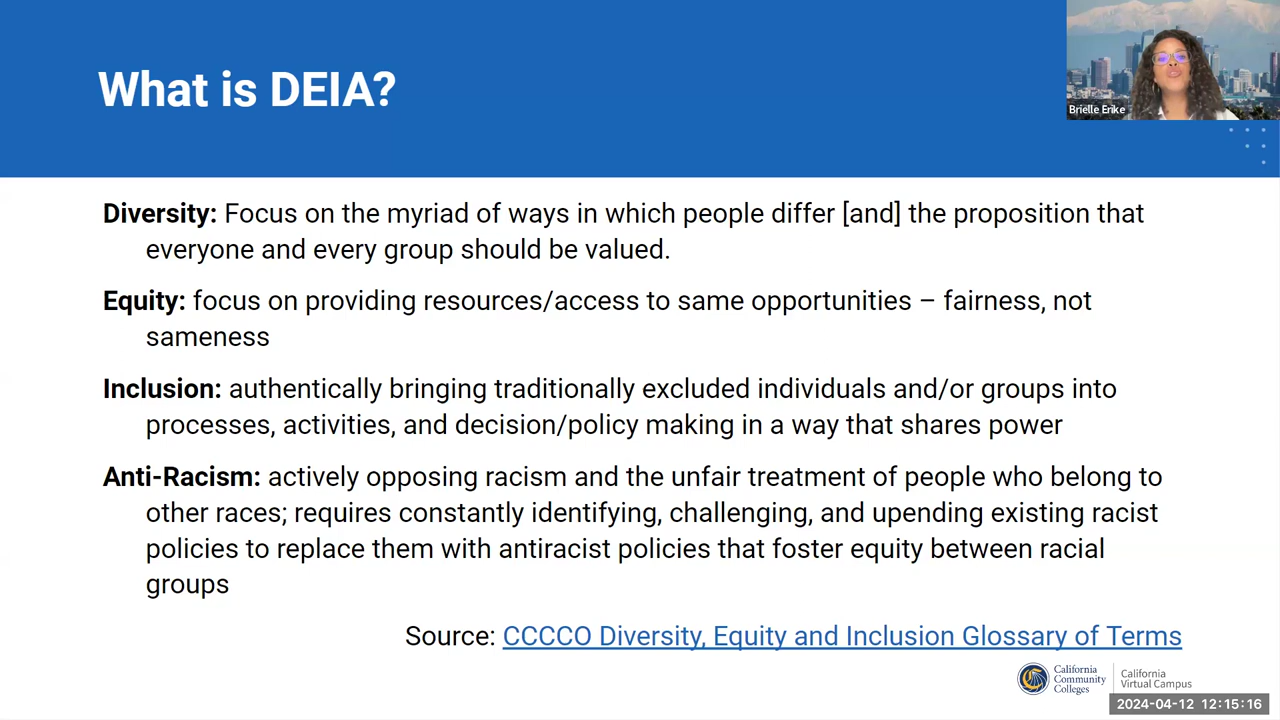 What is DEIA?
Brielle Erike
Diversity: Focus on the myriad of ways in which people differ [and] the proposition that
everyone and every group should be valued.
Equity: focus on providing resources/access to same opportunities – fairness, not
sameness
Inclusion: authentically bringing traditionally excluded individuals and/or groups into
processes, activities, and decision/policy making in a way that shares power
Anti-Racism: actively opposing racism and the unfair treatment of people who belong to
other races; requires constantly identifying, challenging, and upending existing racist
policies to replace them with antiracist policies that foster equity between racial
groups
Source: CCCCO Diversity, Equity and Inclusion Glossary of Terms
California
Community
Colleges
California
Virtual Campus
2024-04-12 12:15:16